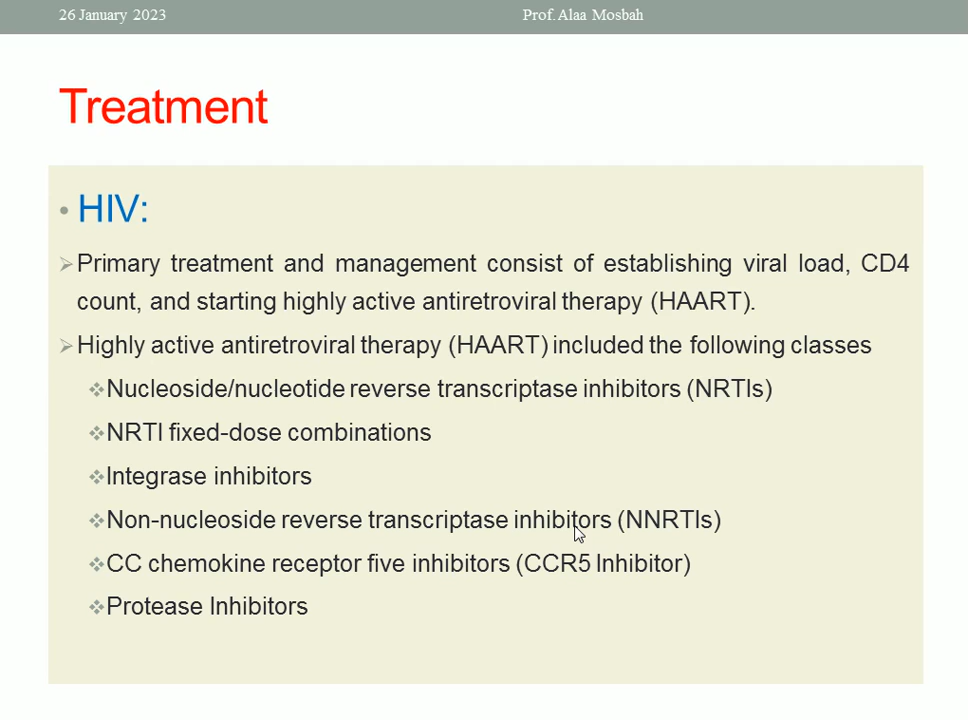 26 January 2023 Prof. Alaa Mosbah
Treatment
• HIV:
➢ Primary treatment and management consist of establishing viral load, CD4
count, and starting highly active antiretroviral therapy (HAART).
➢ Highly active antiretroviral therapy (HAART) included the following classes
❖ Nucleoside/nucleotide reverse transcriptase inhibitors (NRTIs)
❖ NRTI fixed-dose combinations
❖ Integrase inhibitors
❖ Non-nucleoside reverse transcriptase inhibitors (NNRTIs)
❖ CC chemokine receptor five inhibitors (CCR5 Inhibitor)
❖ Protease Inhibitors